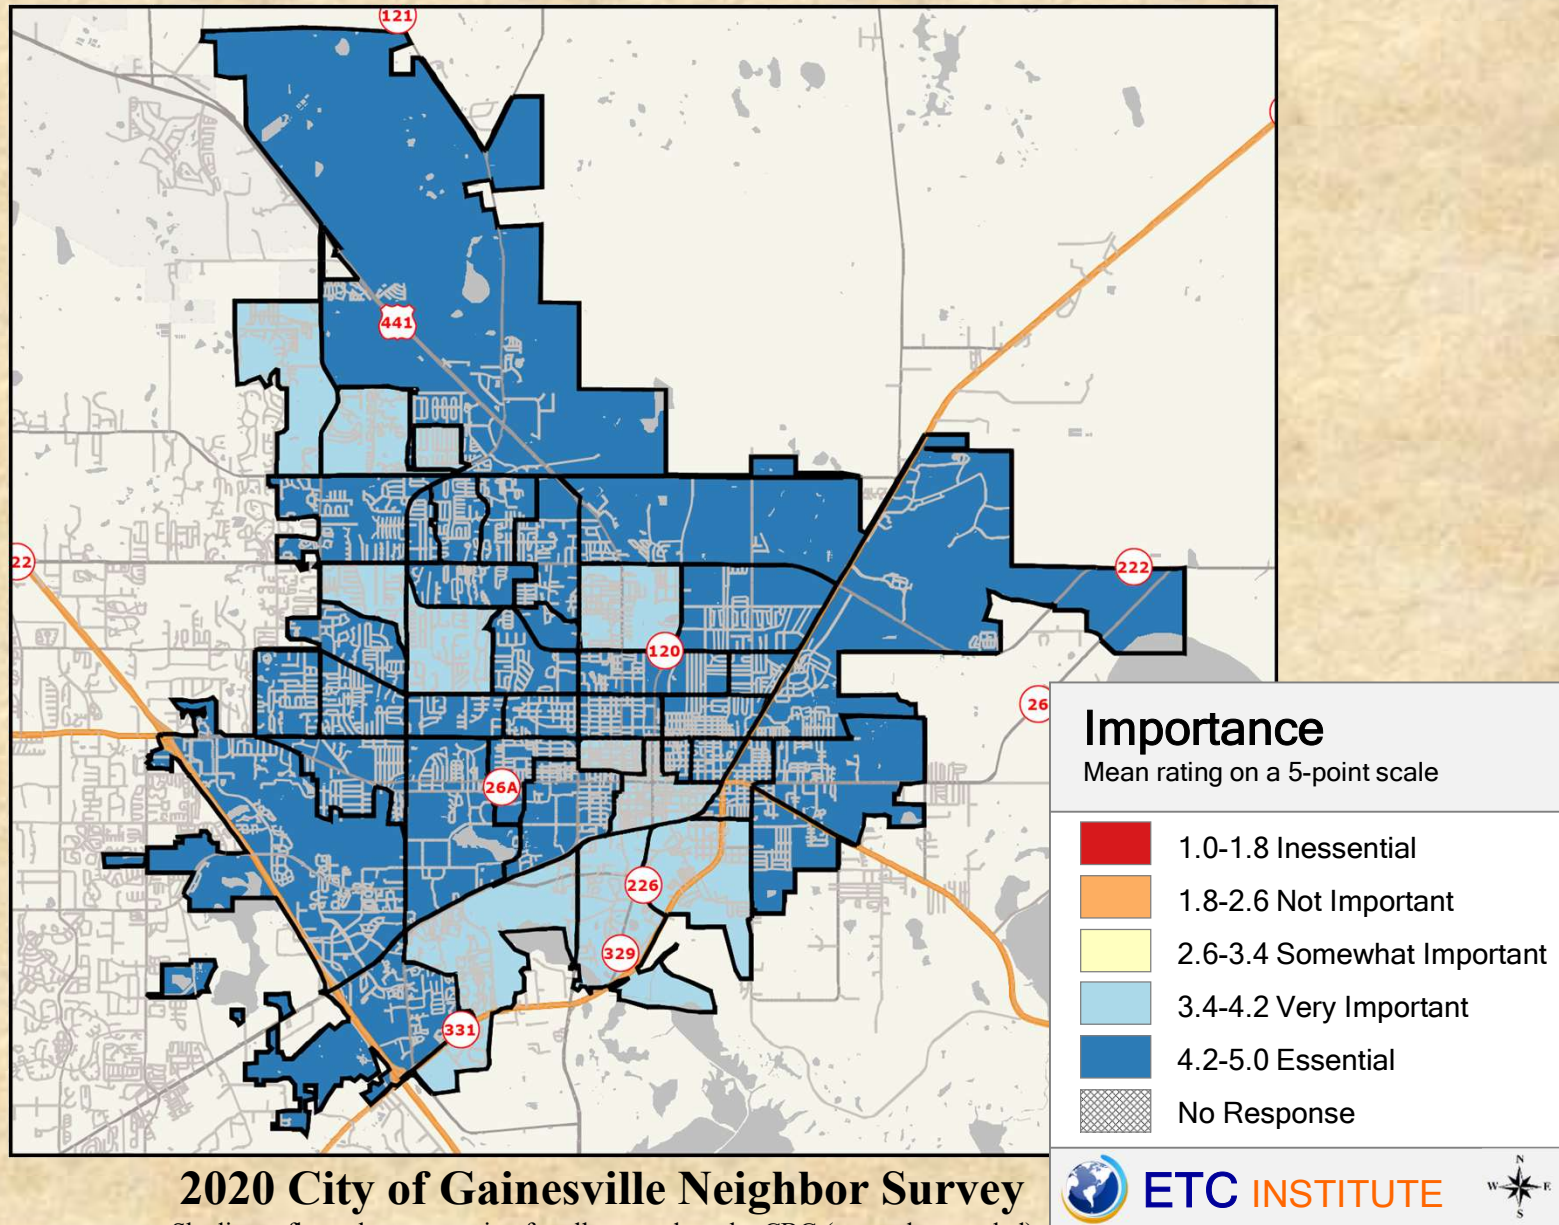 121
441
22
222
120
26
26A
226
329
331
Importance
Mean rating on a 5-point scale
1.0-1.8 Inessential
1.8-2.6 Not Important
2.6-3.4 Somewhat Important
3.4-4.2 Very Important
4.2-5.0 Essential
No Response
2020 City of Gainesville Neighbor Survey
ETC INSTITUTE
N
W
E
S